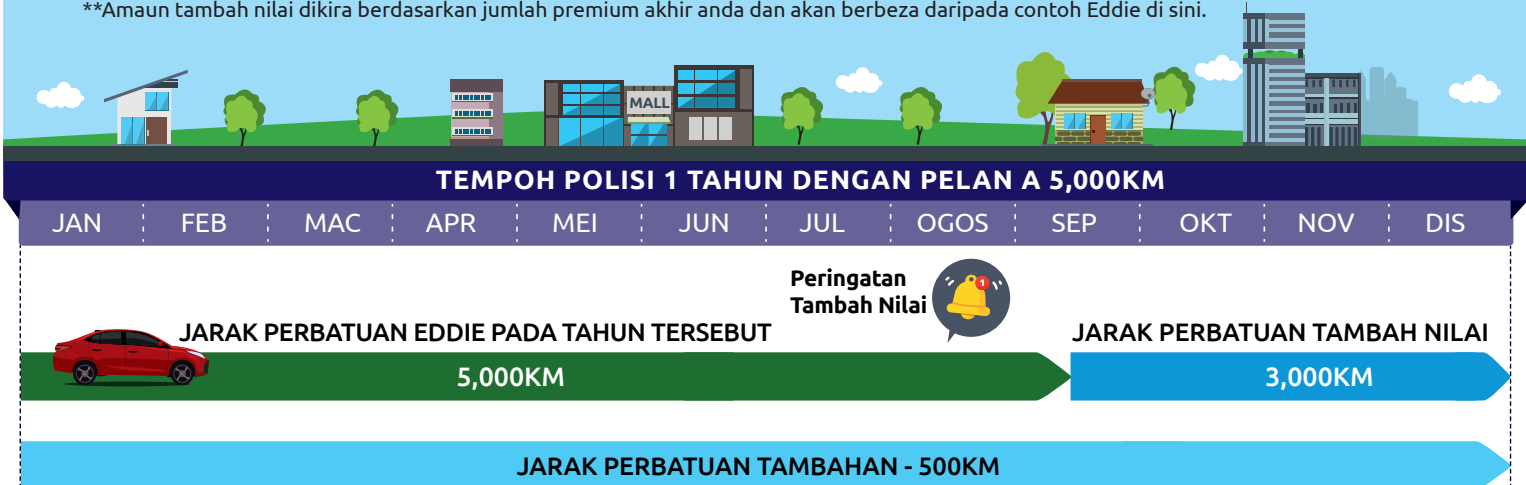 **Amaun tambah nilai dikira berdasarkan jumlah premium akhir anda dan akan berbeza daripada contoh Eddie di sini.
MALL
TEMPOH POLISI 1 TAHUN DENGAN PELAN A 5,000KM
JAN FEB MAC APR MEI JUN JUL OGOS SEP OKT NOV DIS
Peringatan
Tambah Nilai
1
JARAK PERBATUAN EDDIE PADA TAHUN TERSEBUT
JARAK PERBATUAN TAMBAH NILAI
5,000KM
3,000KM
JARAK PERBATUAN TAMBAHAN - 500KM